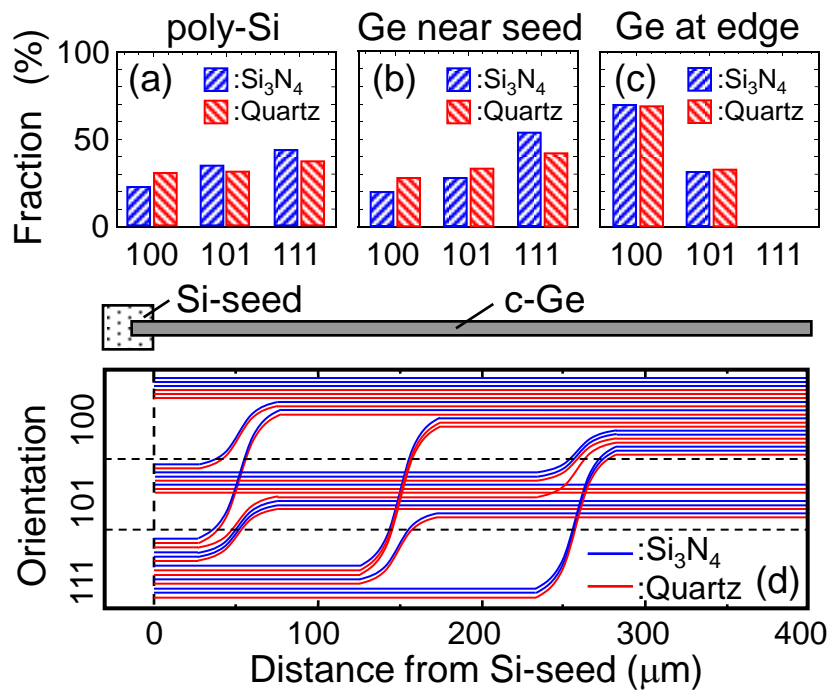 poly-Si Ge near seed Ge at edge
Fraction (%)
100
50
0
(a)
:Si₃N₄
:Quartz
100 101 111
(b)
:Si₃N₄
:Quartz
100 101 111
(c)
:Si₃N₄
:Quartz
100 101 111
Si-seed
c-Ge
Orientation
100
101
111
:Si₃N₄
:Quartz
(d)
0 100 200 300 400
Distance from Si-seed (μm)